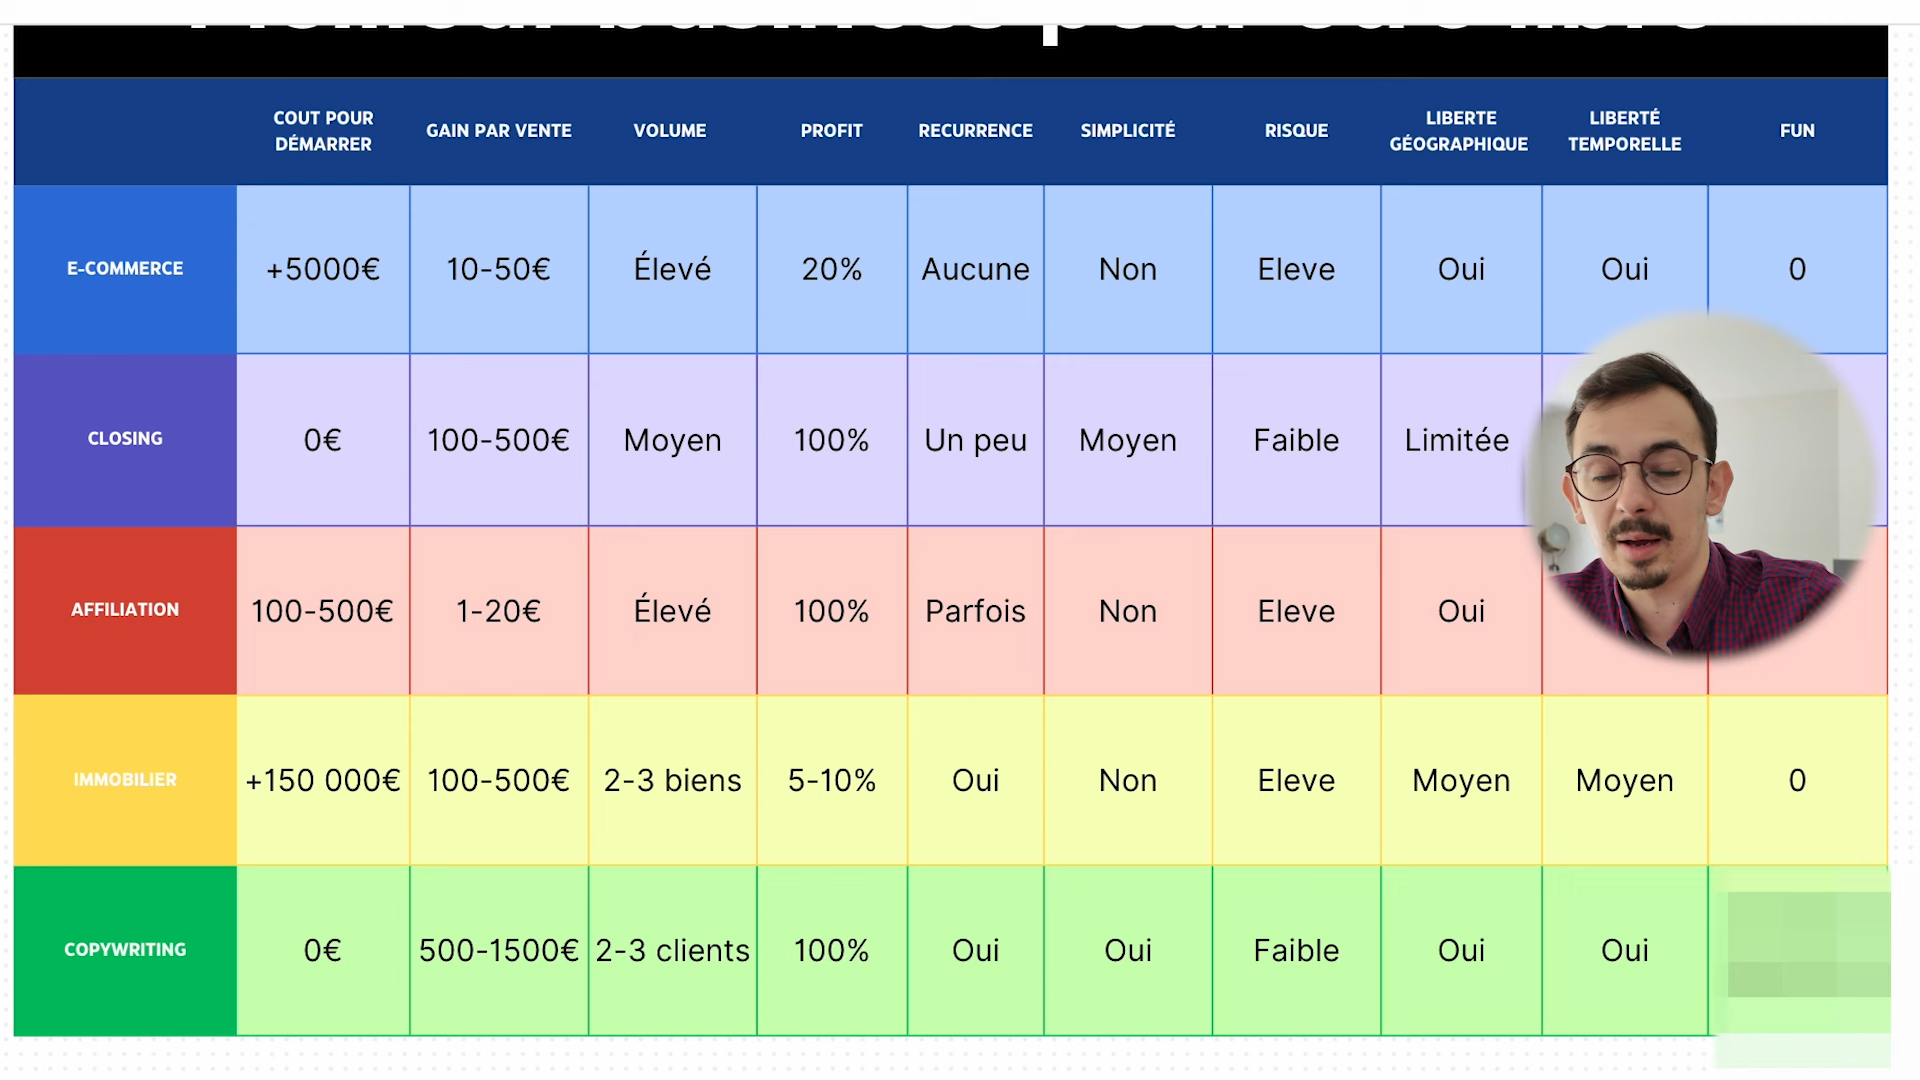 COUT POUR
DÉMARRER
GAIN PAR VENTE
VOLUME
PROFIT
RECURRENCE
SIMPLICITÉ
RISQUE
LIBERTE
GÉOGRAPHIQUE
LIBERTÉ
TEMPORELLE
FUN
E-COMMERCE +5000€ 10-50€ Élevé 20% Aucune Non Eleve Oui Oui 0
CLOSING 0€ 100-500€ Moyen 100% Un peu Moyen Faible Limitée
AFFILIATION 100-500€ 1-20€ Élevé 100% Parfois Non Eleve Oui
IMMOBILIER +150 000€ 100-500€ 2-3 biens 5-10% Oui Non Eleve Moyen Moyen 0
COPYWRITING 0€ 500-1500€ 2-3 clients 100% Oui Oui Faible Oui Oui